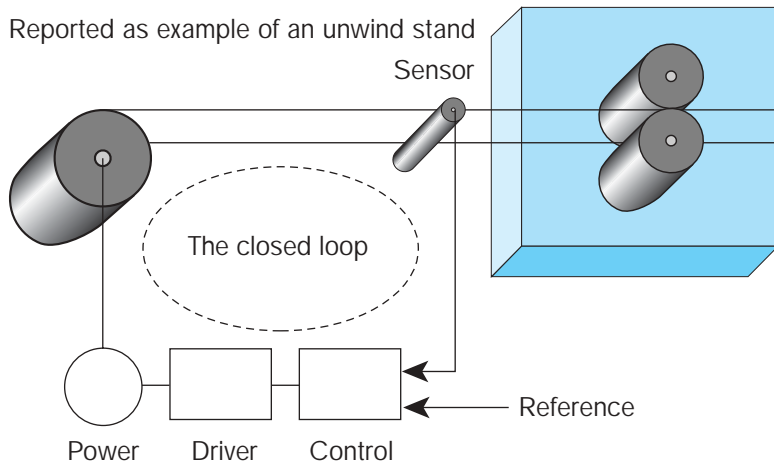 Reported as example of an unwind stand
Sensor
The closed loop
Reference
Power Driver Control